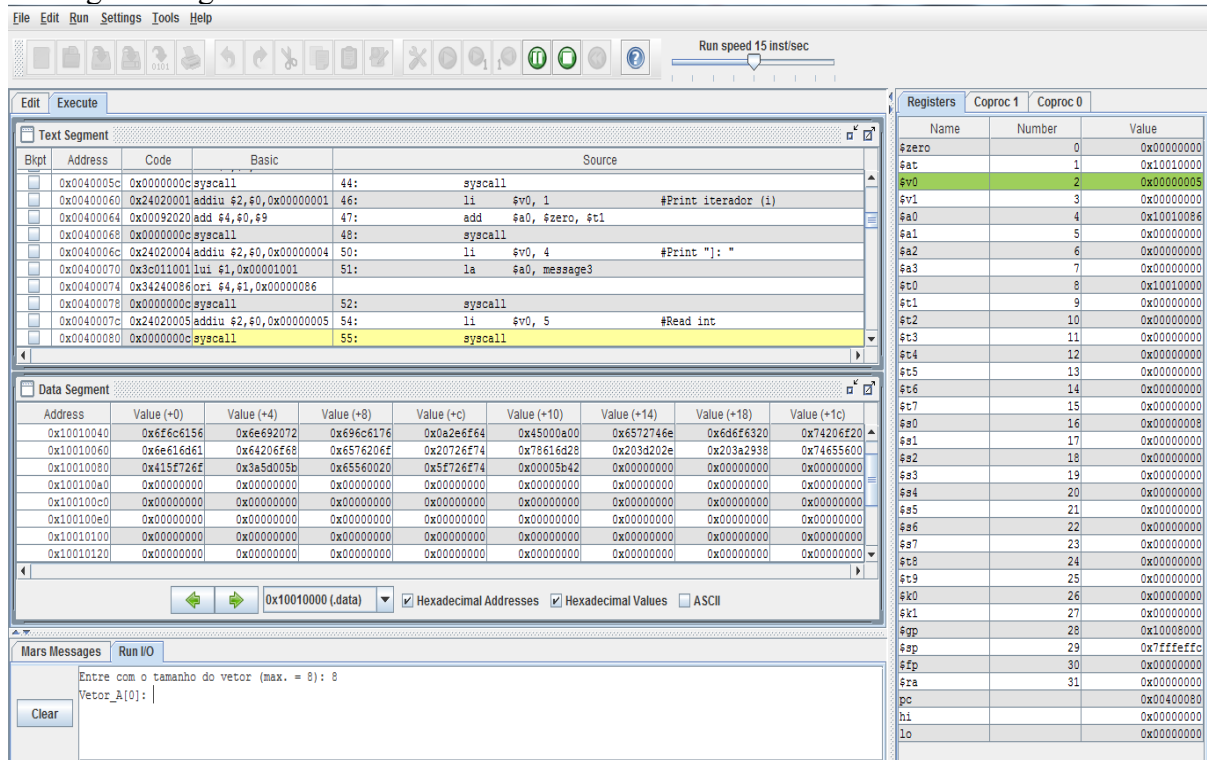 File Edit Run Settings Tools Help
Run speed 15 inst/sec
Edit Execute
Text Segment
Bkpt Address Code Basic Source
0x0040005c 0x0000000c syscall 44: syscall
0x00400060 0x24020001 addiu $2,$0,0x00000001 46: li $v0, 1 #Print iterador (i)
0x00400064 0x00092020 add $4,$0,$9 47: add $a0, $zero, $t1
0x00400068 0x0000000c syscall 48: syscall
0x0040006c 0x24020004 addiu $2,$0,0x00000004 50: li $v0, 4 #Print "]: "
0x00400070 0x3c011001 lui $1,0x00001001 51: la $a0, message3
0x00400074 0x34240086 ori $4,$1,0x00000086
0x00400078 0x0000000c syscall 52: syscall
0x0040007c 0x24020005 addiu $2,$0,0x00000005 54: li $v0, 5 #Read int
0x00400080 0x0000000c syscall 55: syscall
Data Segment
Address Value (+0) Value (+4) Value (+8) Value (+c) Value (+10) Value (+14) Value (+18) Value (+1c)
0x10010040 0x6f6c6156 0x6e692072 0x696c6176 0x0a2e6f64 0x45000a00 0x6572746e 0x6d6f6320 0x74206f20
0x10010060 0x6e616d61 0x64206f68 0x6576206f 0x20726f74 0x78616d28 0x203d202e 0x203a2938 0x74655600
0x10010080 0x415f726f 0x3a5d005b 0x65560020 0x5f726f74 0x00005b42 0x00000000 0x00000000 0x00000000
0x100100a0 0x00000000 0x00000000 0x00000000 0x00000000 0x00000000 0x00000000 0x00000000 0x00000000
0x100100c0 0x00000000 0x00000000 0x00000000 0x00000000 0x00000000 0x00000000 0x00000000 0x00000000
0x100100e0 0x00000000 0x00000000 0x00000000 0x00000000 0x00000000 0x00000000 0x00000000 0x00000000
0x10010100 0x00000000 0x00000000 0x00000000 0x00000000 0x00000000 0x00000000 0x00000000 0x00000000
0x10010120 0x00000000 0x00000000 0x00000000 0x00000000 0x00000000 0x00000000 0x00000000 0x00000000
0x10010000 (.data) Hexadecimal Addresses Hexadecimal Values ASCII
Mars Messages Run I/O
Entre com o tamanho do vetor (max. = 8): 8
Vetor_A[0]:
Clear
Registers Coproc 1 Coproc 0
Name Number Value
$zero 0 0x00000000
$at 1 0x10010000
$v0 2 0x00000005
$v1 3 0x00000000
$a0 4 0x10010086
$a1 5 0x00000000
$a2 6 0x00000000
$a3 7 0x00000000
$t0 8 0x10010000
$t1 9 0x00000000
$t2 10 0x00000000
$t3 11 0x00000000
$t4 12 0x00000000
$t5 13 0x00000000
$t6 14 0x00000000
$t7 15 0x00000000
$s0 16 0x00000008
$s1 17 0x00000000
$s2 18 0x00000000
$s3 19 0x00000000
$s4 20 0x00000000
$s5 21 0x00000000
$s6 22 0x00000000
$s7 23 0x00000000
$t8 24 0x00000000
$t9 25 0x00000000
$k0 26 0x00000000
$k1 27 0x00000000
$gp 28 0x10008000
$sp 29 0x7fffeffc
$fp 30 0x00000000
$ra 31 0x00000000
pc 0x00400080
hi 0x00000000
lo 0x00000000